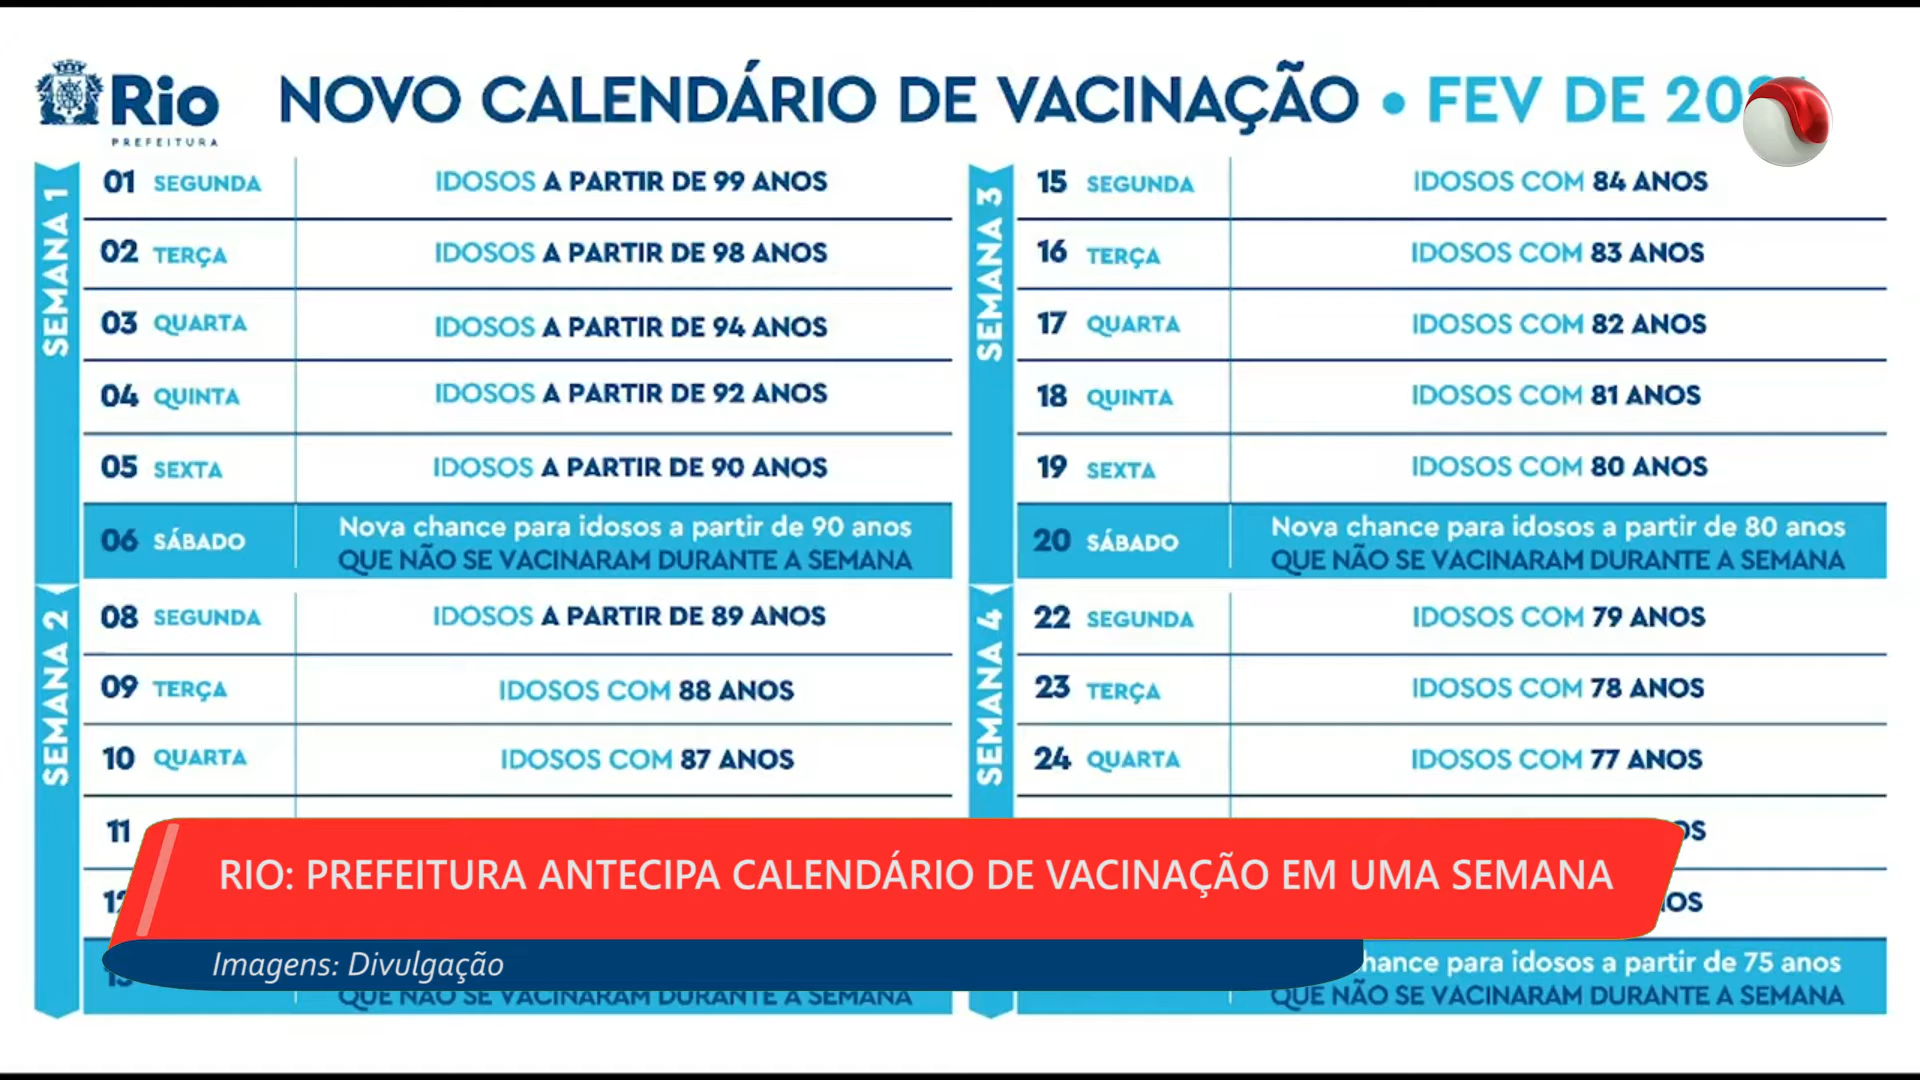 Rio
PREFEITURA
NOVO CALENDÁRIO DE VACINAÇÃO • FEV DE 20
SEMANA 1
01 SEGUNDA IDOSOS A PARTIR DE 99 ANOS
02 TERÇA IDOSOS A PARTIR DE 98 ANOS
03 QUARTA IDOSOS A PARTIR DE 94 ANOS
04 QUINTA IDOSOS A PARTIR DE 92 ANOS
05 SEXTA IDOSOS A PARTIR DE 90 ANOS
06 SÁBADO Nova chance para idosos a partir de 90 anos
QUE NÃO SE VACINARAM DURANTE A SEMANA
SEMANA 2
08 SEGUNDA IDOSOS A PARTIR DE 89 ANOS
09 TERÇA IDOSOS COM 88 ANOS
10 QUARTA IDOSOS COM 87 ANOS
11
QUE NÃO SE VACINARAM DURANTE A SEMANA
SEMANA 3
15 SEGUNDA IDOSOS COM 84 ANOS
16 TERÇA IDOSOS COM 83 ANOS
17 QUARTA IDOSOS COM 82 ANOS
18 QUINTA IDOSOS COM 81 ANOS
19 SEXTA IDOSOS COM 80 ANOS
20 SÁBADO Nova chance para idosos a partir de 80 anos
QUE NÃO SE VACINARAM DURANTE A SEMANA
SEMANA 4
22 SEGUNDA IDOSOS COM 79 ANOS
23 TERÇA IDOSOS COM 78 ANOS
24 QUARTA IDOSOS COM 77 ANOS
para idosos a partir de 75 anos
QUE NÃO SE VACINARAM DURANTE A SEMANA
RIO: PREFEITURA ANTECIPA CALENDÁRIO DE VACINAÇÃO EM UMA SEMANA
Imagens: Divulgação